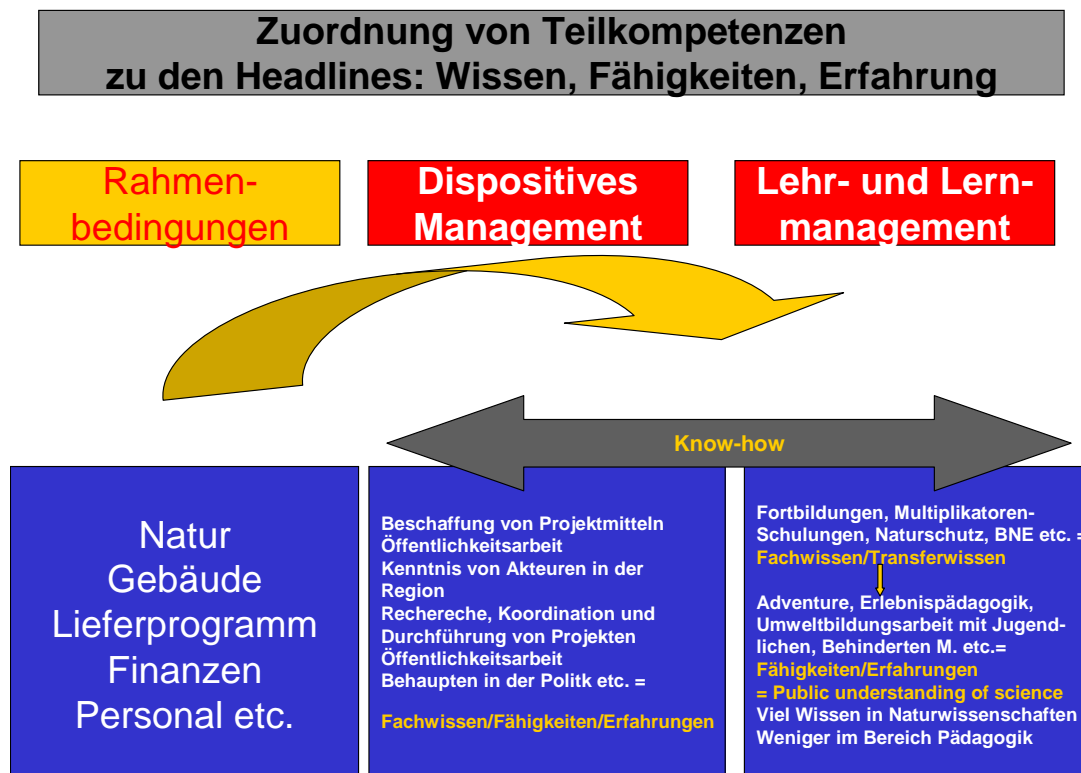 Zuordnung von Teilkompetenzen
zu den Headlines: Wissen, Fähigkeiten, Erfahrung
Rahmen-
bedingungen
Dispositives
Management
Lehr- und Lern-
management
Know-how
Natur
Gebäude
Lieferprogramm
Finanzen
Personal etc.
Beschaffung von Projektmitteln
Öffentlichkeitsarbeit
Kenntnis von Akteuren in der
Region
Rechereche, Koordination und
Durchführung von Projekten
Öffentlichkeitsarbeit
Behaupten in der Politk etc. =
Fachwissen/Fähigkeiten/Erfahrungen
Fortbildungen, Multiplikatoren-
Schulungen, Naturschutz, BNE etc. =
Fachwissen/Transferwissen
Adventure, Erlebnispädagogik,
Umweltbildungsarbeit mit Jugend-
lichen, Behinderten M. etc.=
Fähigkeiten/Erfahrungen
= Public understanding of science
Viel Wissen in Naturwissenschaften
Weniger im Bereich Pädagogik